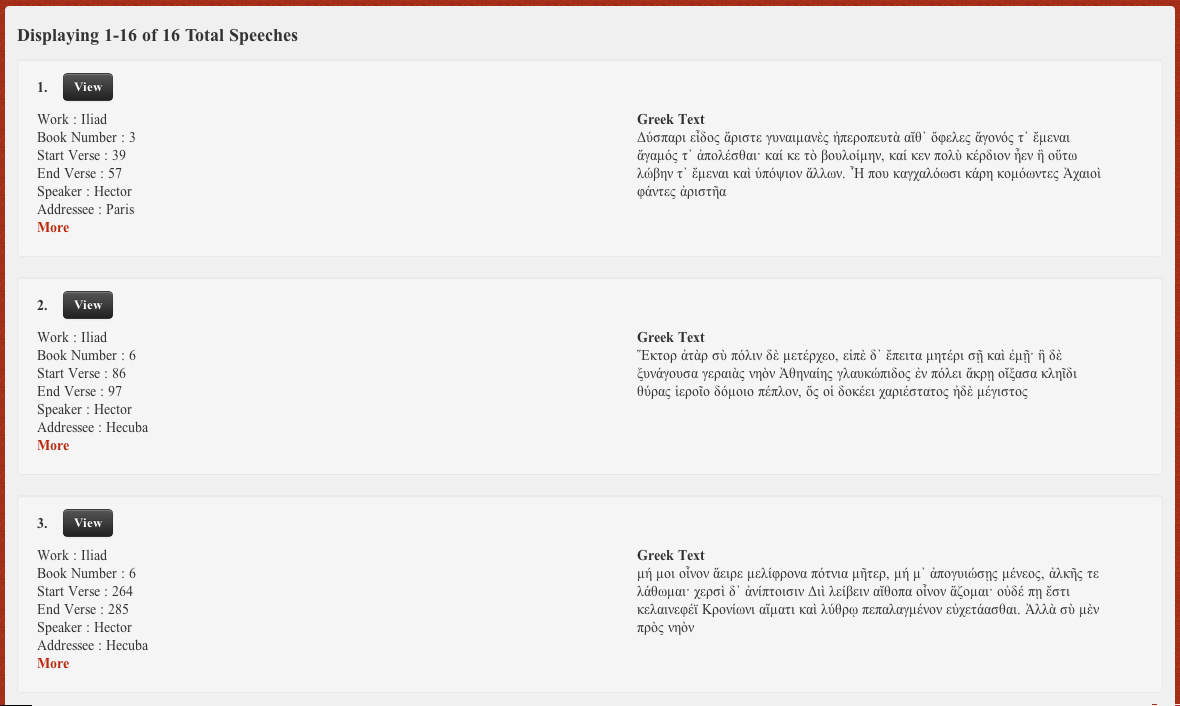 Displaying 1-16 of 16 Total Speeches
1. View
Work : Iliad
Book Number : 3
Start Verse : 39
End Verse : 57
Speaker : Hector
Addressee : Paris
More
Greek Text
Δύσπαρι εἶδος ἄριστε γυναιμανὲς ἠπεροπευτὰ αἴθ᾽ ὄφελες ἄγονός τ᾽ ἔμεναι
ἄγαμός τ᾽ ἀπολέσθαι· καί κε τὸ βουλοίμην, καί κεν πολὺ κέρδιον ἦεν ἢ οὕτω
λώβην τ᾽ ἔμεναι καὶ ὑπόψιον ἄλλων. Ἦ που καγχαλόωσι κάρη κομόωντες Ἀχαιοὶ
φάντες ἀριστῆα
2. View
Work : Iliad
Book Number : 6
Start Verse : 86
End Verse : 97
Speaker : Hector
Addressee : Hecuba
More
Greek Text
Ἕκτορ ἀτὰρ σὺ πόλιν δὲ μετέρχεο, εἰπὲ δ᾽ ἔπειτα μητέρι σῇ καὶ ἐμῇ· ἣ δὲ
ξυνάγουσα γεραιὰς νηὸν Ἀθηναίης γλαυκώπιδος ἐν πόλει ἄκρῃ οἴξασα κληῖδι
θύρας ἱεροῖο δόμοιο πέπλον, ὅς οἱ δοκέει χαριέστατος ἠδὲ μέγιστος
3. View
Work : Iliad
Book Number : 6
Start Verse : 264
End Verse : 285
Speaker : Hector
Addressee : Hecuba
More
Greek Text
μή μοι οἶνον ἄειρε μελίφρονα πότνια μῆτερ, μή μ᾽ ἀπογυιώσῃς μένεος, ἀλκῆς τε
λάθωμαι· χερσὶ δ᾽ ἀνίπτοισιν Διὶ λείβειν αἴθοπα οἶνον ἅζομαι· οὐδέ πῃ ἔστι
κελαινεφέϊ Κρονίωνι αἵματι καὶ λύθρῳ πεπαλαγμένον εὐχετάασθαι. Ἀλλὰ σὺ μὲν
πρὸς νηὸν